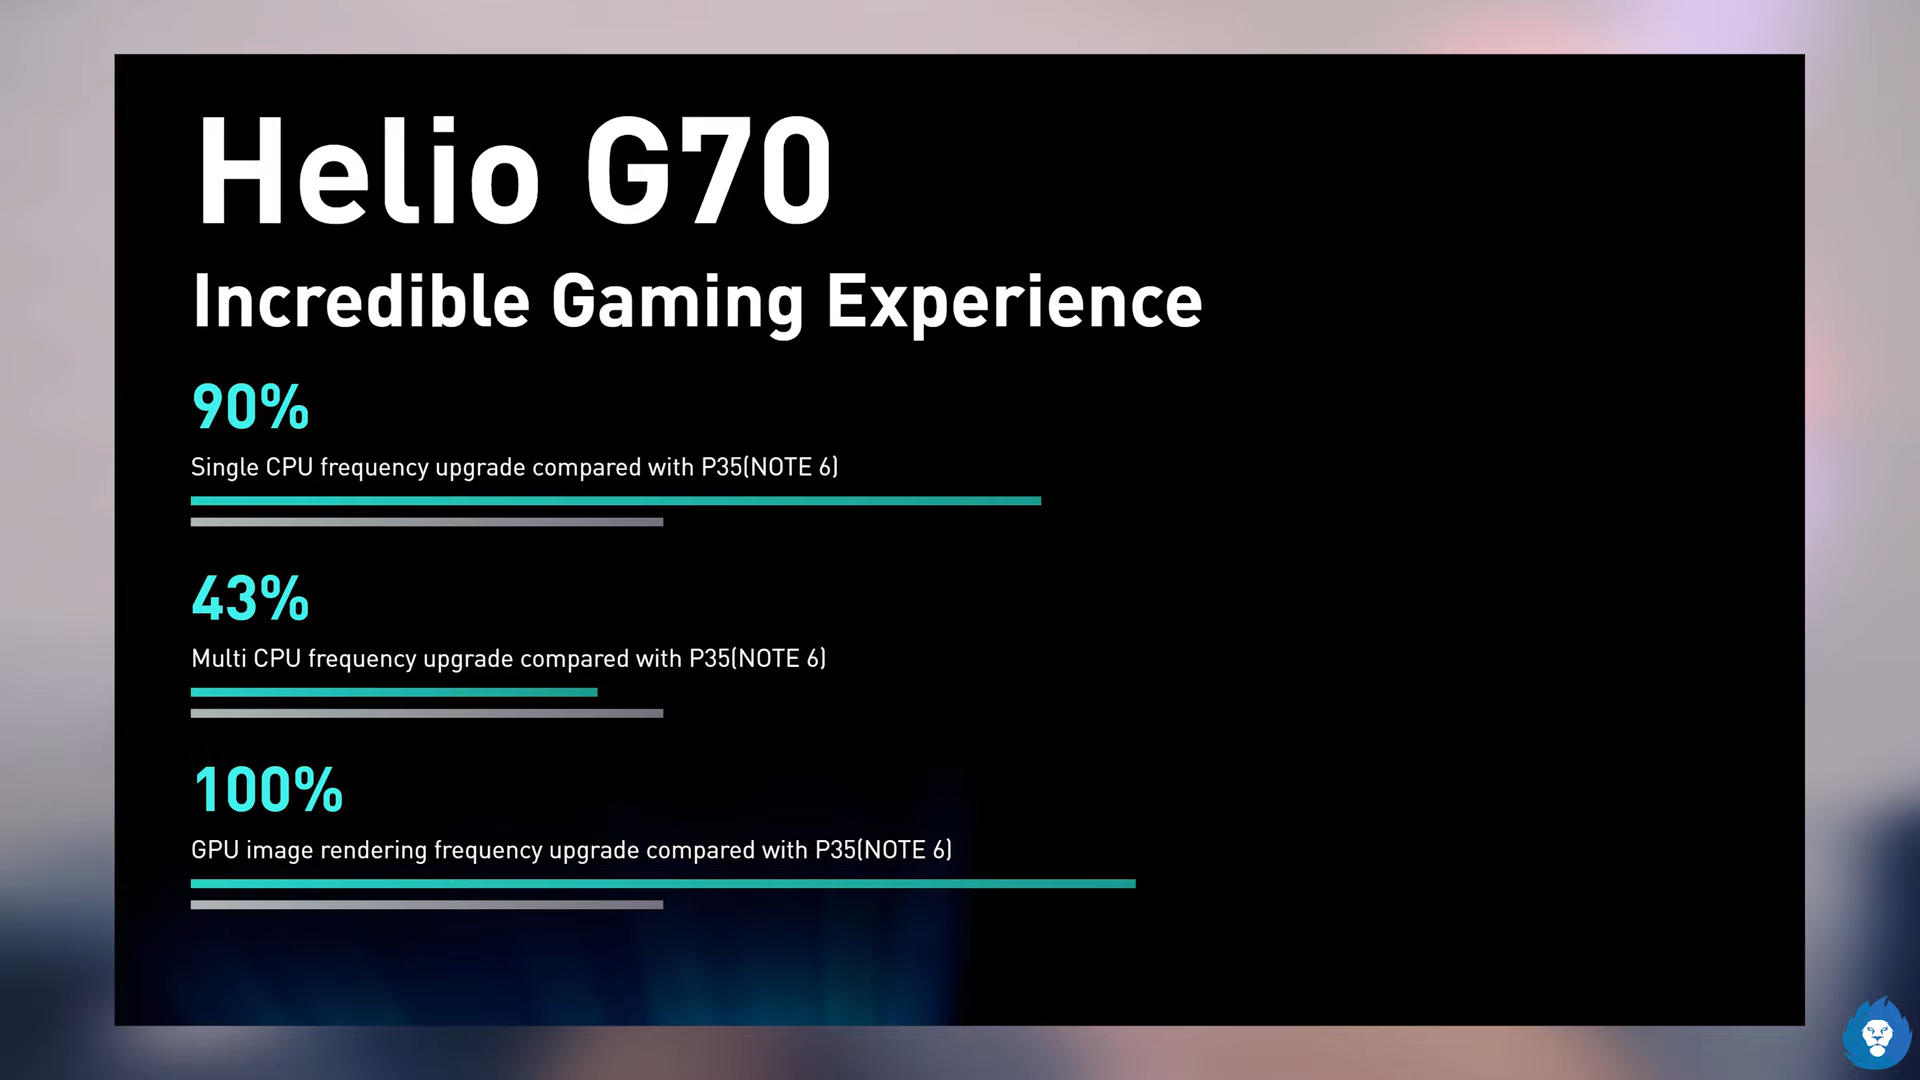 Helio G70
Incredible Gaming Experience
90%
Single CPU frequency upgrade compared with P35(NOTE 6)
43%
Multi CPU frequency upgrade compared with P35(NOTE 6)
100%
GPU image rendering frequency upgrade compared with P35(NOTE 6)